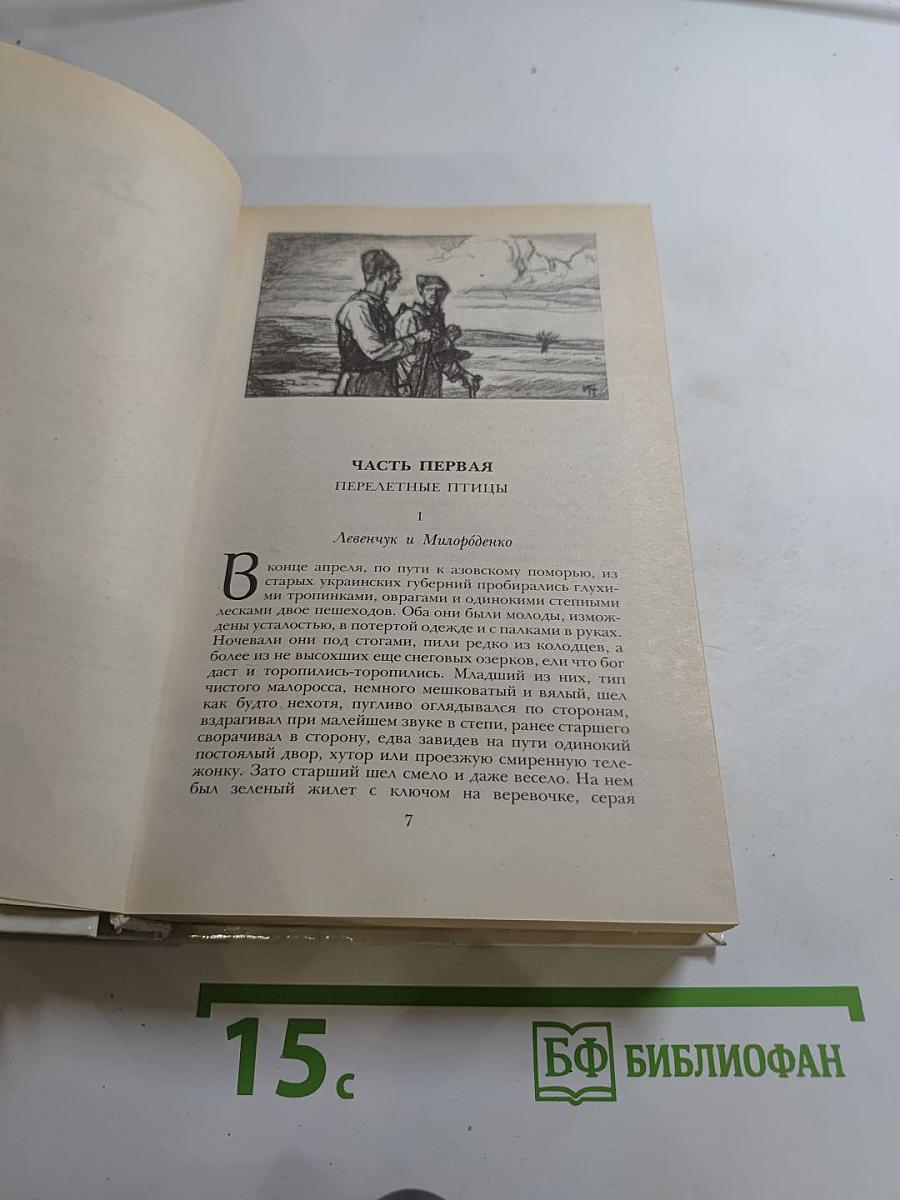 ЧАСТЬ ПЕРВАЯ
ПЕРЕЛЕТНЫЕ ПТИЦЫ
I
Левенчук и Милоро́денко
В конце апреля, по пути к азовскому поморью, из
старых украинских губерний пробирались глухи-
ми тропинками, оврагами и одинокими степными
лесками двое пешеходов. Оба они были молоды, измож-
дены усталостью, в потертой одежде и с палками в руках.
Ночевали они под стогами, пили редко из колодцев, а
более из не высохших еще снеговых озерков, ели что бог
даст и торопились-торопились. Младший из них, тип
чистого малоросса, немного мешковатый и вялый, шел
как будто нехотя, пугливо оглядывался по сторонам,
вздрагивал при малейшем звуке в степи, ранее старшего
сворачивал в сторону, едва завидев на пути одинокий
постоялый двор, хутор или проезжую смиренную теле-
жонку. Зато старший шел смело и даже весело. На нем
был зеленый жилет с ключом на веревочке, серая
7
15 с
БФ БИБЛИОФАН